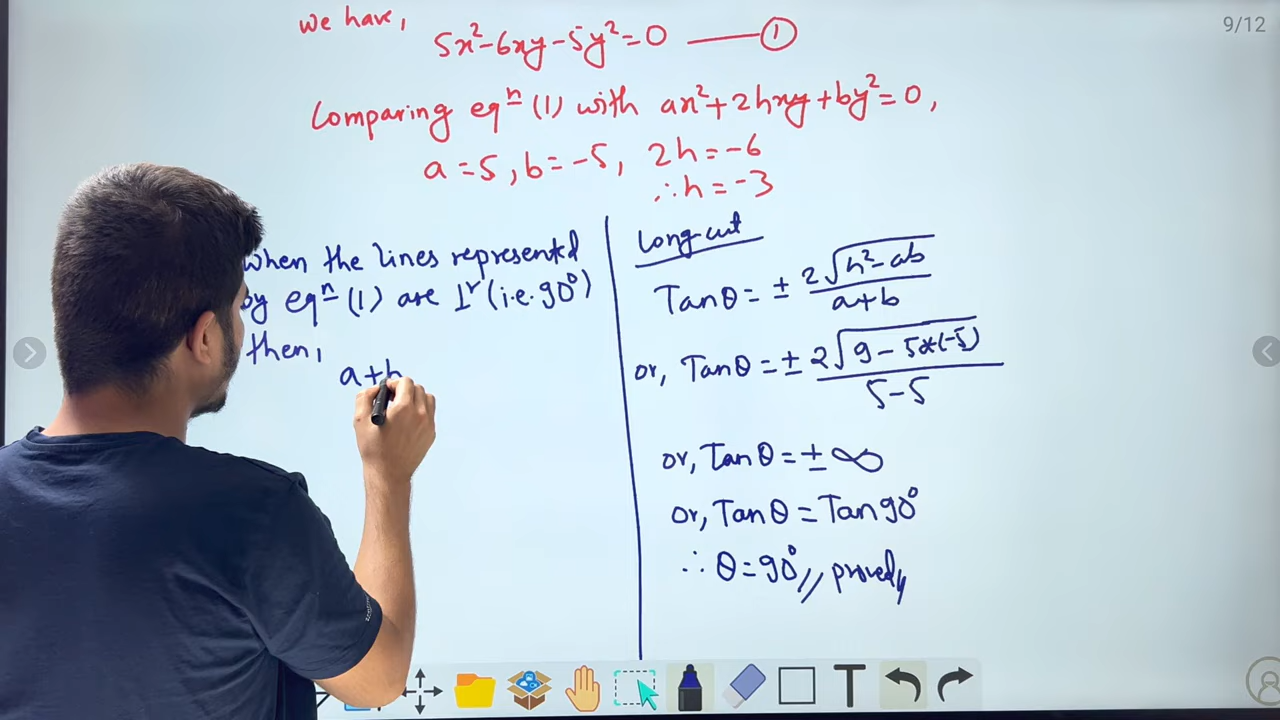 9/12
we have,
5x²-6xy-5y²=0 —— ①
Comparing eqⁿ (1) with ax²+2hxy+by²=0,
a=5, b=-5, 2h=-6
∴h=-3
when the lines represented
by eqⁿ (1) are ⊥ʳ (i.e. 90°)
then,
a+b
Long-cut
Tanθ = ± 2√h²-ab / a+b
or, Tanθ = ± 2√9-5*(-5) / 5-5
or, Tanθ = ± ∞
or, Tanθ = Tan90°
∴ θ=90° // proved
T